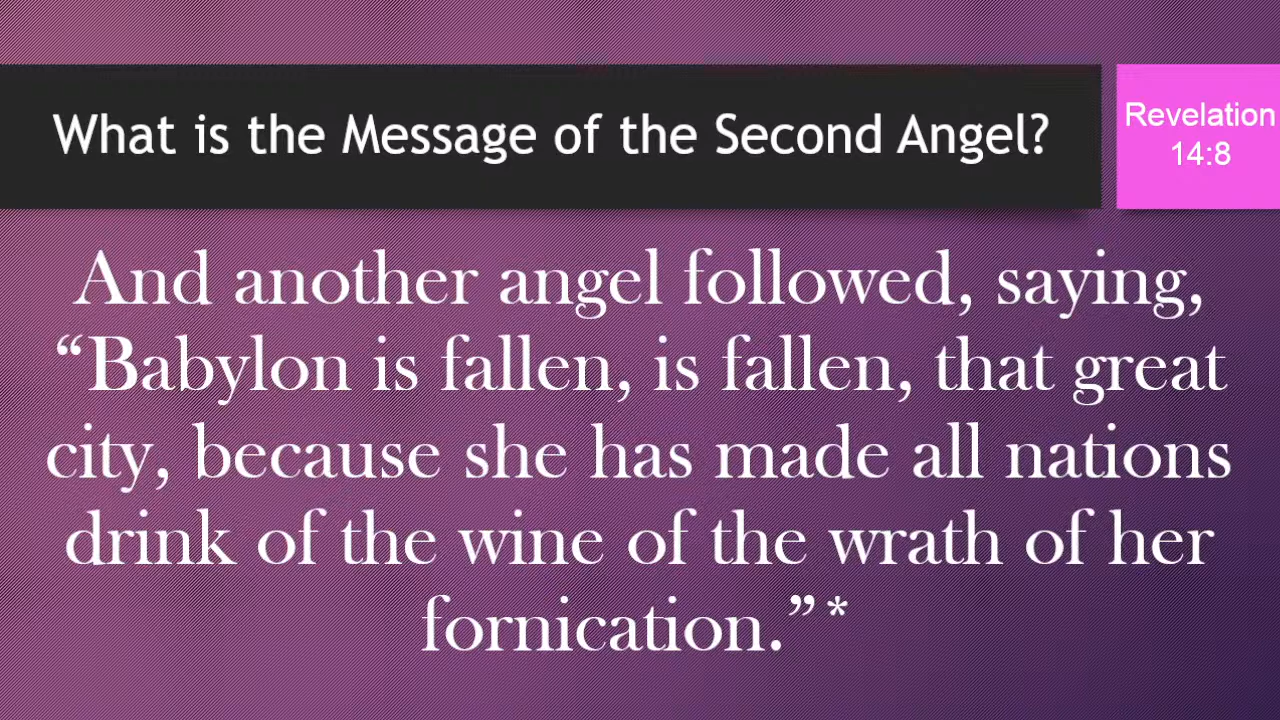 What is the Message of the Second Angel?
Revelation
14:8
And another angel followed, saying,
“Babylon is fallen, is fallen, that great
city, because she has made all nations
drink of the wine of the wrath of her
fornication.”*